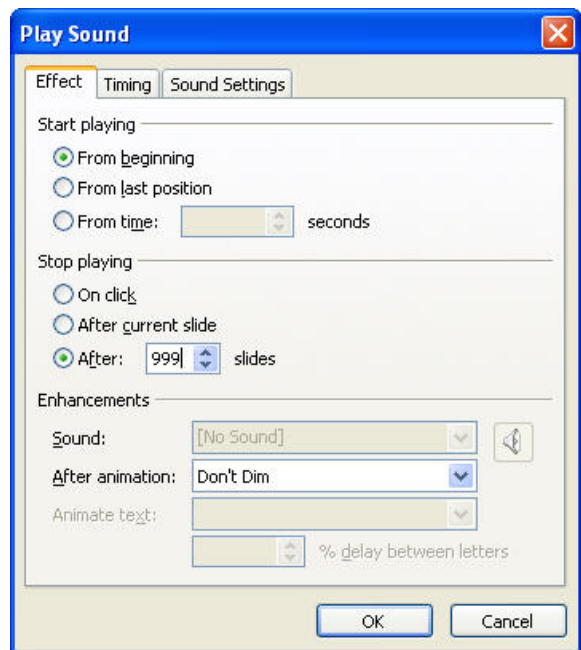 Play Sound
Effect Timing Sound Settings
Start playing
From beginning
From last position
From time: seconds
Stop playing
On click
After current slide
After: 999 slides
Enhancements
Sound: [No Sound]
After animation: Don't Dim
Animate text:
% delay between letters
OK Cancel